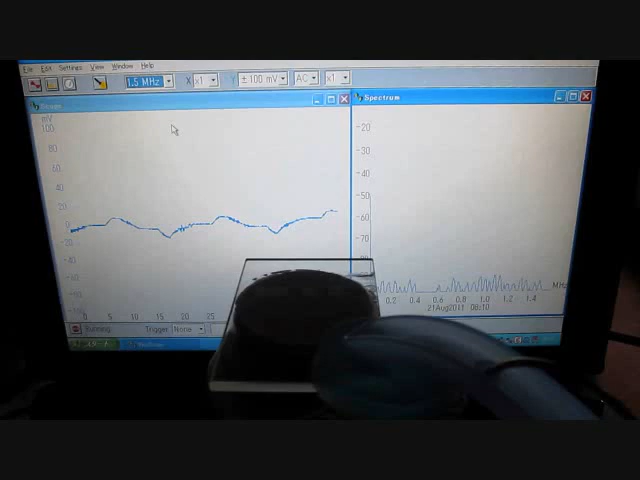 File Edit Settings View Window Help
1.5 MHz X x1 Y ±100 mV AC x1
Scope
Spectrum
mV
100
80
60
40
20
0
-20
-40
-60
-80
-100
0 5 10 15 20 25
-20
-30
-40
-50
-60
-70
-80
0.2 0.4 0.6 0.8 1.0 1.2 1.4 MHz
21Aug2011 08:10
Running Trigger None